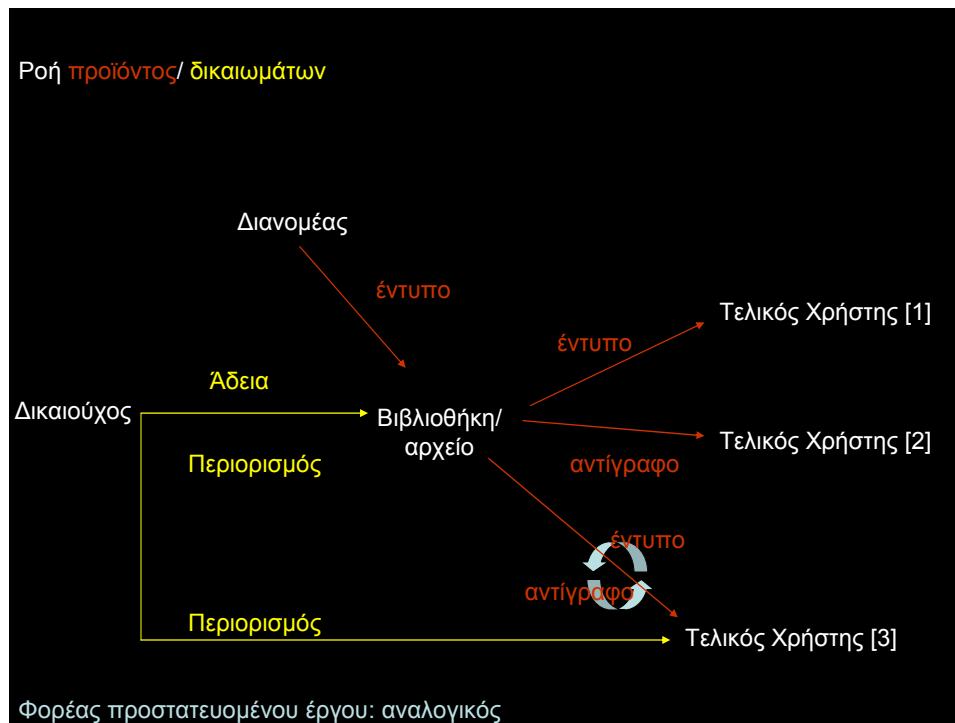 Ροή προϊόντος/ δικαιωμάτων
Διανομέας
έντυπο
Τελικός Χρήστης [1]
έντυπο
Άδεια
Δικαιούχος
Βιβλιοθήκη/
αρχείο
Τελικός Χρήστης [2]
Περιορισμός
αντίγραφο
έντυπο
αντίγραφο
Περιορισμός
Τελικός Χρήστης [3]
Φορέας προστατευομένου έργου: αναλογικός